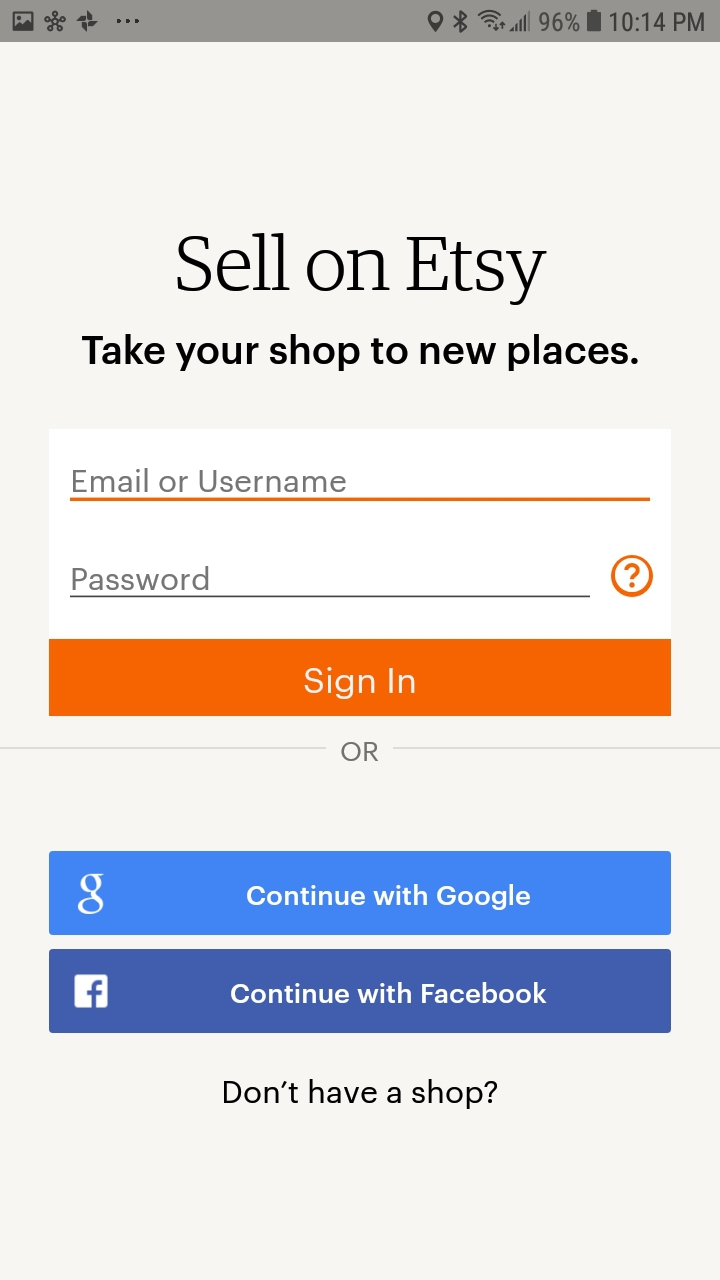 96% 10:14 PM
Sell on Etsy
Take your shop to new places.
Email or Username
Password
?
Sign In
OR
g Continue with Google
f Continue with Facebook
Don’t have a shop?